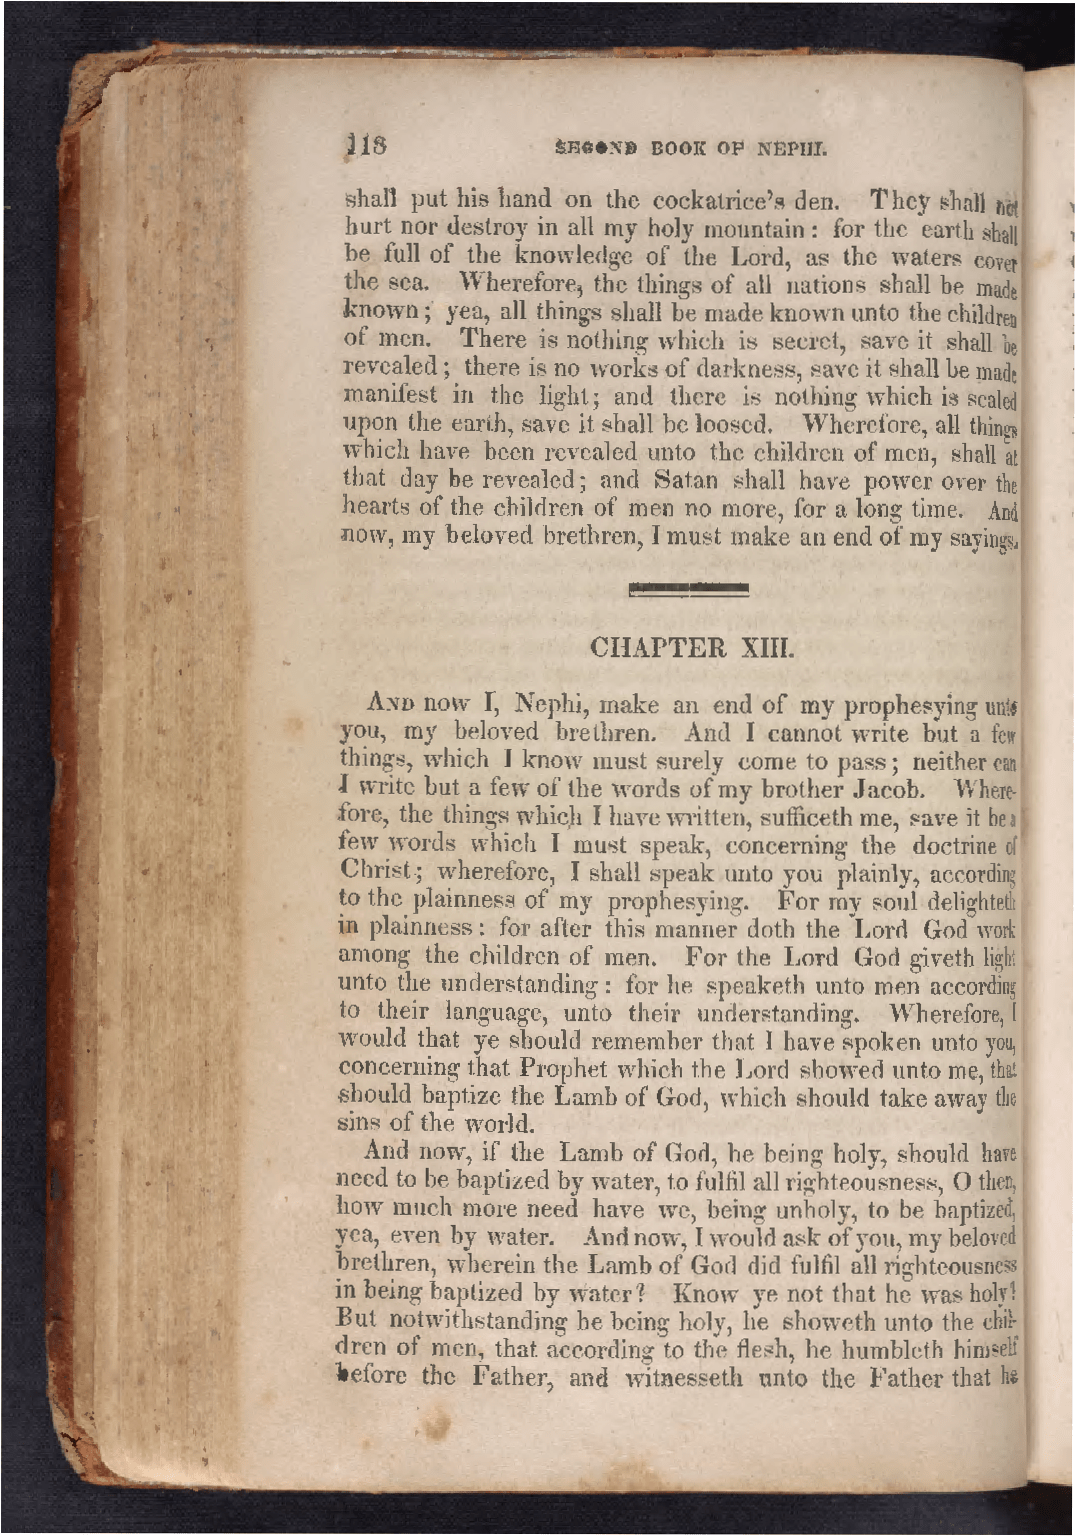 118 SECOND BOOK OF NEPHI.
shall put his hand on the cockatrice's den. They shall not
hurt nor destroy in all my holy mountain: for the earth shall
be full of the knowledge of the Lord, as the waters cover
the sea. Wherefore, the things of all nations shall be made
known; yea, all things shall be made known unto the children
of men. There is nothing which is secret, save it shall be
revealed; there is no works of darkness, save it shall be made
manifest in the light; and there is nothing which is sealed
upon the earth, save it shall be loosed. Wherefore, all things
which have been revealed unto the children of men, shall at
that day be revealed; and Satan shall have power over the
hearts of the children of men no more, for a long time. And
now, my beloved brethren, I must make an end of my sayings.
CHAPTER XIII.
AND now I, Nephi, make an end of my prophesying unto
you, my beloved brethren. And I cannot write but a few
things, which I know must surely come to pass; neither can
I write but a few of the words of my brother Jacob. Where-
fore, the things which I have written, sufficeth me, save it be a
few words which I must speak, concerning the doctrine of
Christ; wherefore, I shall speak unto you plainly, according
to the plainness of my prophesying. For my soul delighteth
in plainness: for after this manner doth the Lord God work
among the children of men. For the Lord God giveth light
unto the understanding: for he speaketh unto men according
to their language, unto their understanding. Wherefore, I
would that ye should remember that I have spoken unto you,
concerning that Prophet which the Lord showed unto me, that
should baptize the Lamb of God, which should take away the
sins of the world.
And now, if the Lamb of God, he being holy, should have
need to be baptized by water, to fulfil all righteousness, O then,
how much more need have we, being unholy, to be baptized,
yea, even by water. And now, I would ask of you, my beloved
brethren, wherein the Lamb of God did fulfil all righteousness
in being baptized by water? Know ye not that he was holy?
But notwithstanding he being holy, he showeth unto the chil-
dren of men, that according to the flesh, he humbleth himself
before the Father, and witnesseth unto the Father that he